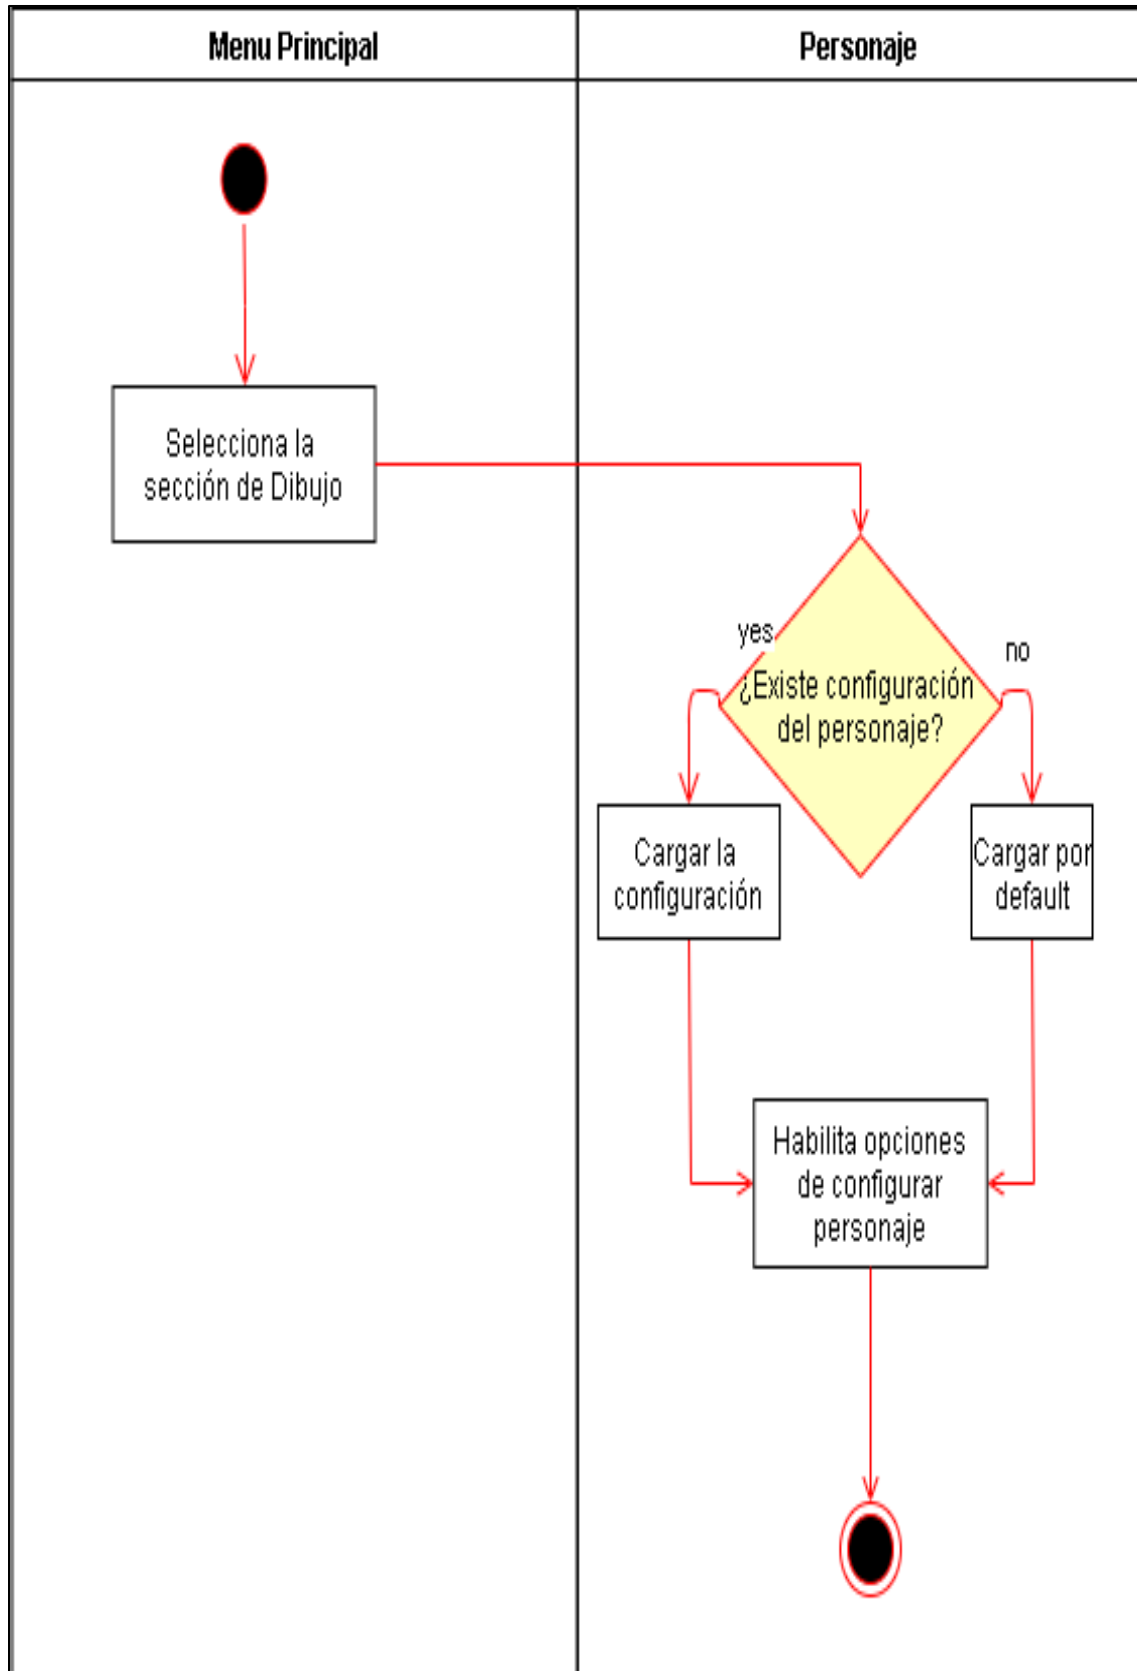 Menu Principal
Personaje
Selecciona la
sección de Dibujo
yes
no
¿Existe configuración
del personaje?
Cargar la
configuración
Cargar por
default
Habilita opciones
de configurar
personaje